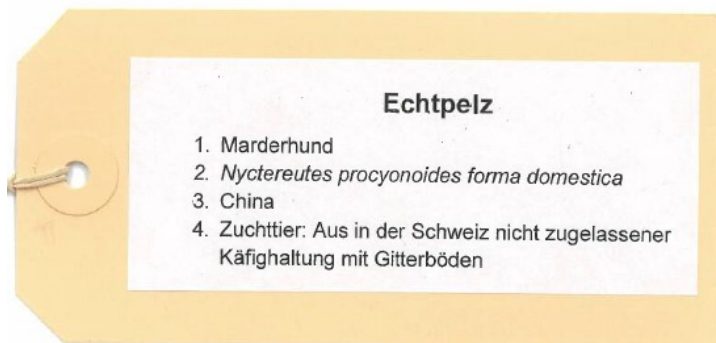 Echtpelz
1. Marderhund
2. Nyctereutes procyonoides forma domestica
3. China
4. Zuchttier: Aus in der Schweiz nicht zugelassener
Käfighaltung mit Gitterböden